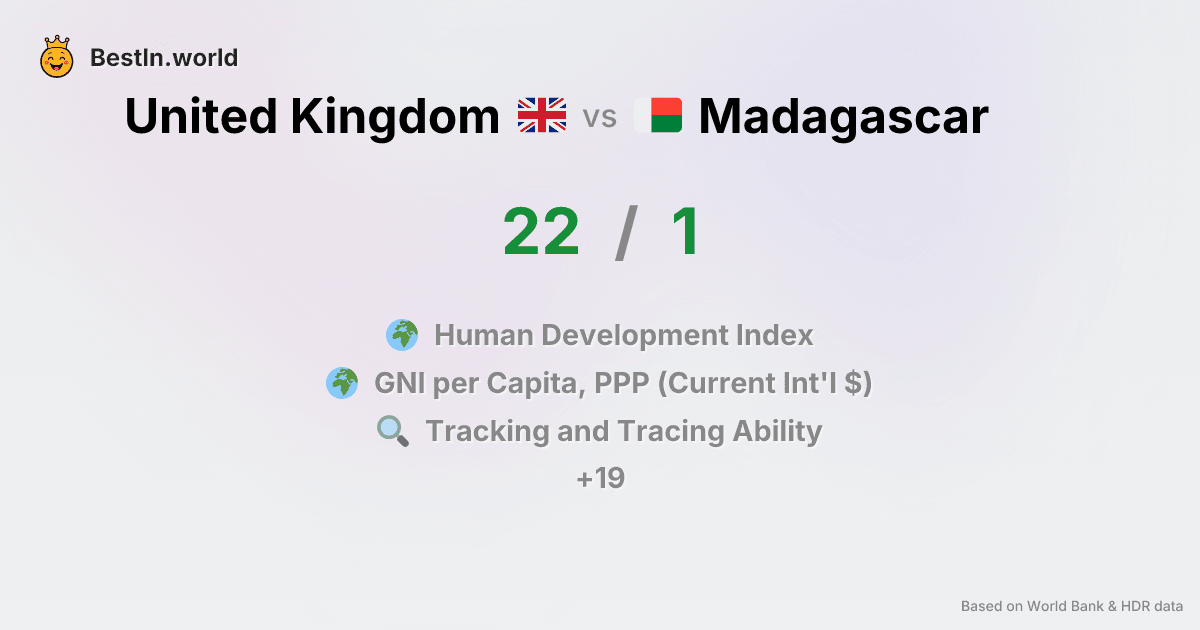 BestIn.world
United Kingdom vs Madagascar
22 / 1
Human Development Index
GNI per Capita, PPP (Current Int'l $)
Tracking and Tracing Ability
+19
Based on World Bank & HDR data